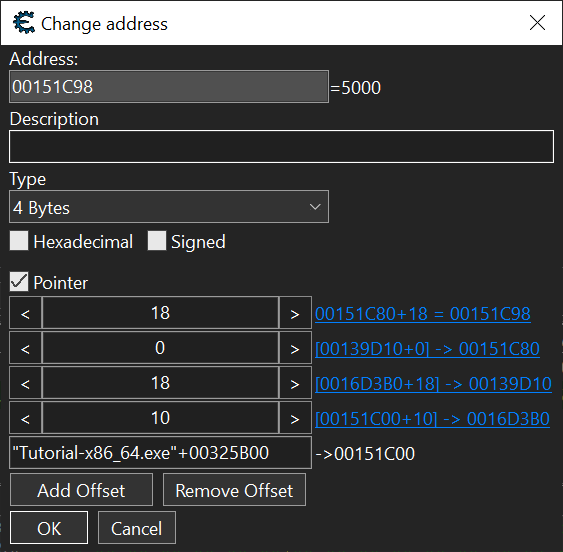 Change address
Address:
00151C98 =5000
Description
Type
4 Bytes
Hexadecimal Signed
Pointer
< 18 > 00151C80+18 = 00151C98
< 0 > [00139D10+0] -> 00151C80
< 18 > [0016D3B0+18] -> 00139D10
< 10 > [00151C00+10] -> 0016D3B0
"Tutorial-x86_64.exe"+00325B00 ->00151C00
Add Offset Remove Offset
OK Cancel